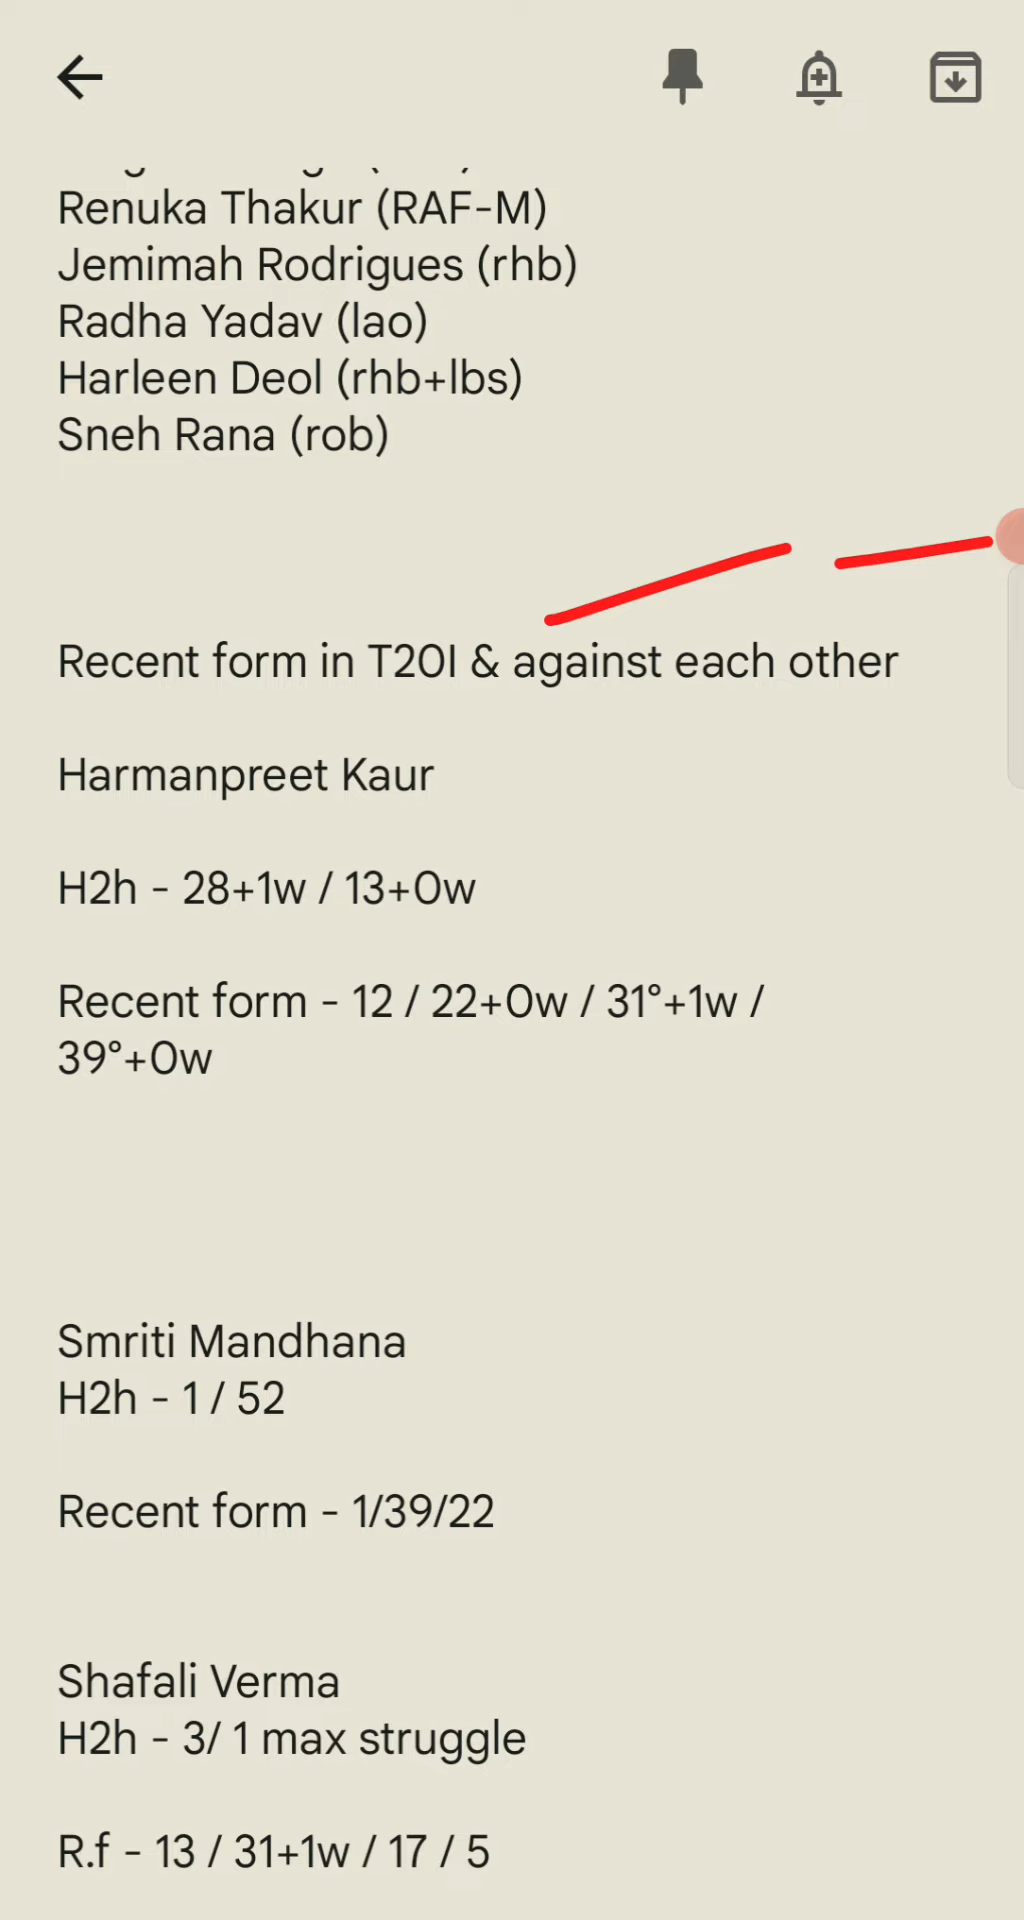 Renuka Thakur (RAF-M)
Jemimah Rodrigues (rhb)
Radha Yadav (lao)
Harleen Deol (rhb+lbs)
Sneh Rana (rob)
Recent form in T20I & against each other
Harmanpreet Kaur
H2h - 28+1w / 13+0w
Recent form - 12 / 22+0w / 31°+1w /
39°+0w
Smriti Mandhana
H2h - 1 / 52
Recent form - 1/39/22
Shafali Verma
H2h - 3/ 1 max struggle
R.f - 13 / 31+1w / 17 / 5